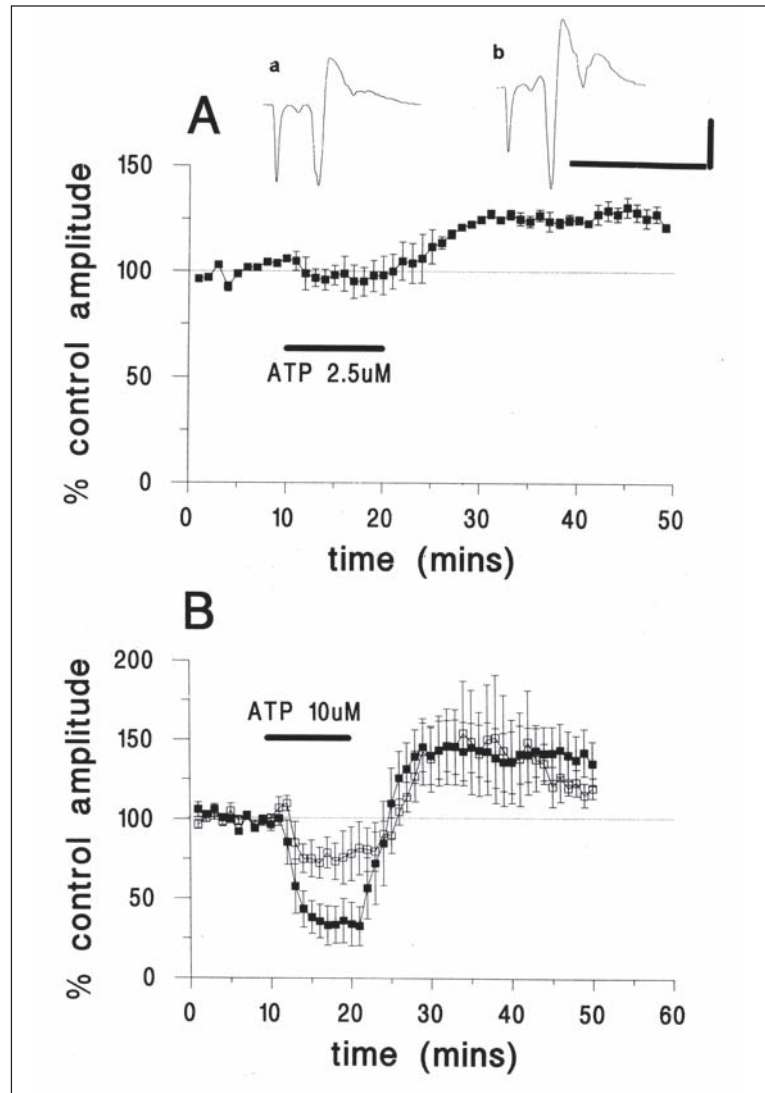 a
b
A
150
100
50
0
% control amplitude
ATP 2.5uM
0 10 20 30 40 50
time (mins)
B
200
150
100
50
0
% control amplitude
ATP 10uM
0 10 20 30 40 50 60
time (mins)